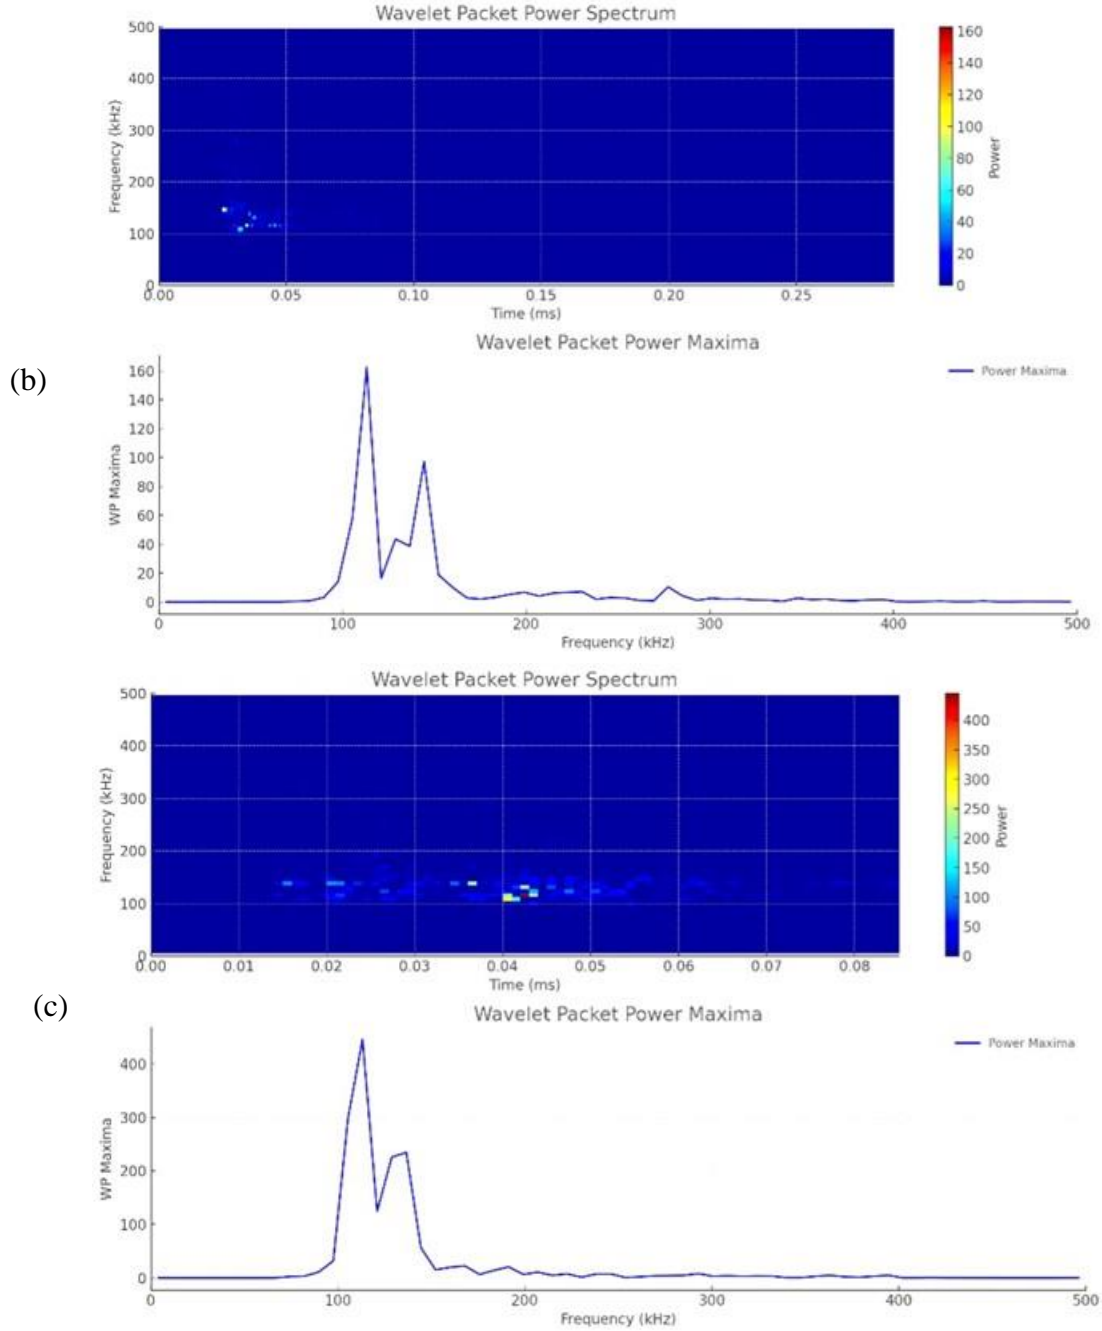 Wavelet Packet Power Spectrum
500
400
300
200
100
0
Frequency (kHz)
0.00 0.05 0.10 0.15 0.20 0.25
Time (ms)
160
140
120
100
80
60
40
20
0
Power
(b)
Wavelet Packet Power Maxima
160
140
120
100
80
60
40
20
0
WP Maxima
Power Maxima
0 100 200 300 400 500
Frequency (kHz)
Wavelet Packet Power Spectrum
500
400
300
200
100
0
Frequency (kHz)
0.00 0.01 0.02 0.03 0.04 0.05 0.06 0.07 0.08
Time (ms)
400
350
300
250
200
150
100
50
0
Power
(c)
Wavelet Packet Power Maxima
400
300
200
100
0
WP Maxima
Power Maxima
0 100 200 300 400 500
Frequency (kHz)